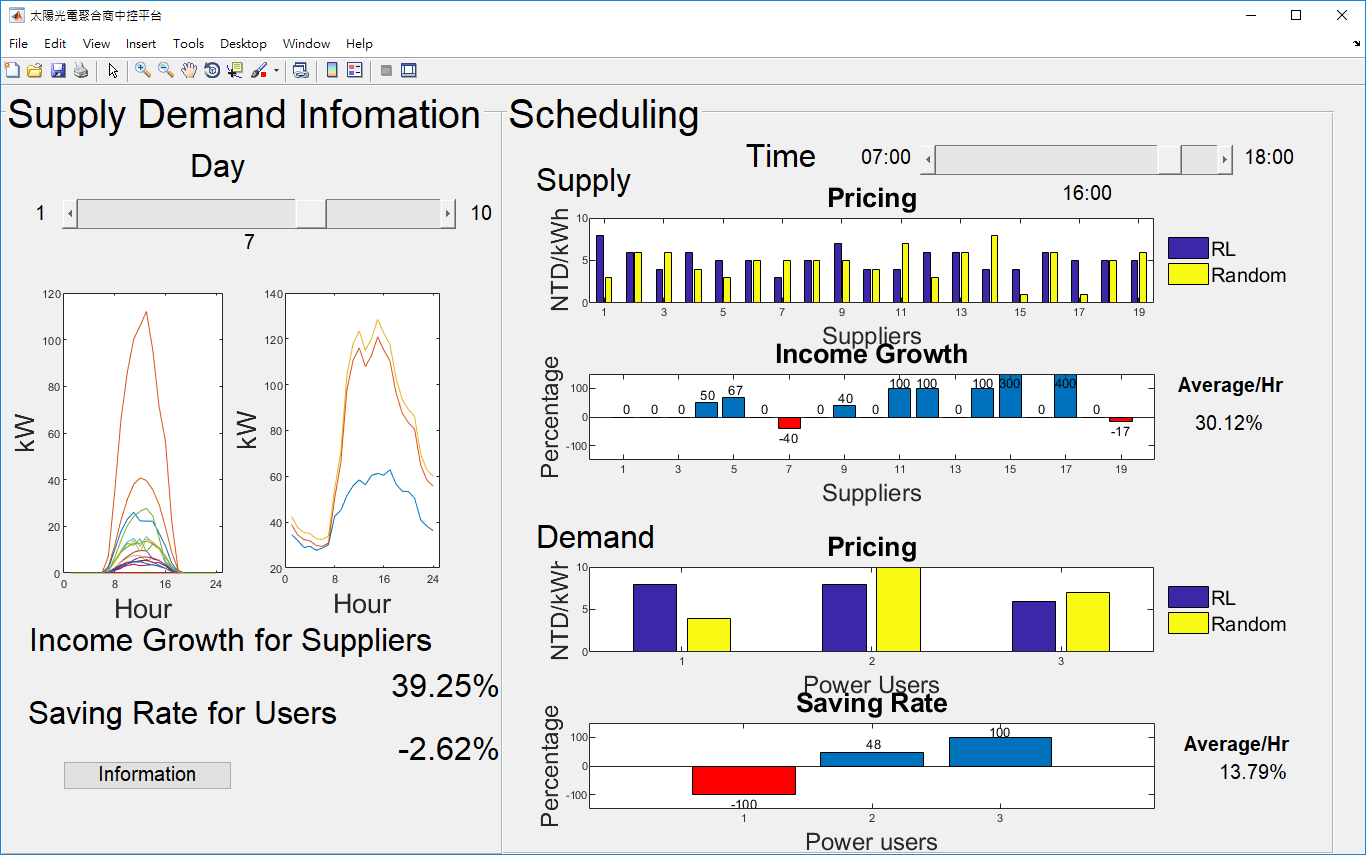 太陽光電聚合商中控平台
File Edit View Insert Tools Desktop Window Help
Supply Demand Infomation
Day
1 10
7
kW
120
100
80
60
40
20
0
0 8 16 24
Hour
kW
140
120
100
80
60
40
20
0 8 16 24
Hour
Income Growth for Suppliers
39.25%
Saving Rate for Users
-2.62%
Information
Scheduling
Time 07:00 18:00
16:00
Supply
Pricing
NTD/kWh
10
5
0
1 3 5 7 9 11 13 15 17 19
Suppliers
RL
Random
Income Growth
Percentage
100
0
-100
0 0 0 50 67 0 -40 0 40 0 100 100 0 100 300 0 400 0 -17
1 3 5 7 9 11 13 15 17 19
Suppliers
Average/Hr
30.12%
Demand
Pricing
NTD/kWh
10
5
0
1 2 3
Power Users
RL
Random
Saving Rate
Percentage
100
0
-100
-100 48 100
1 2 3
Power users
Average/Hr
13.79%